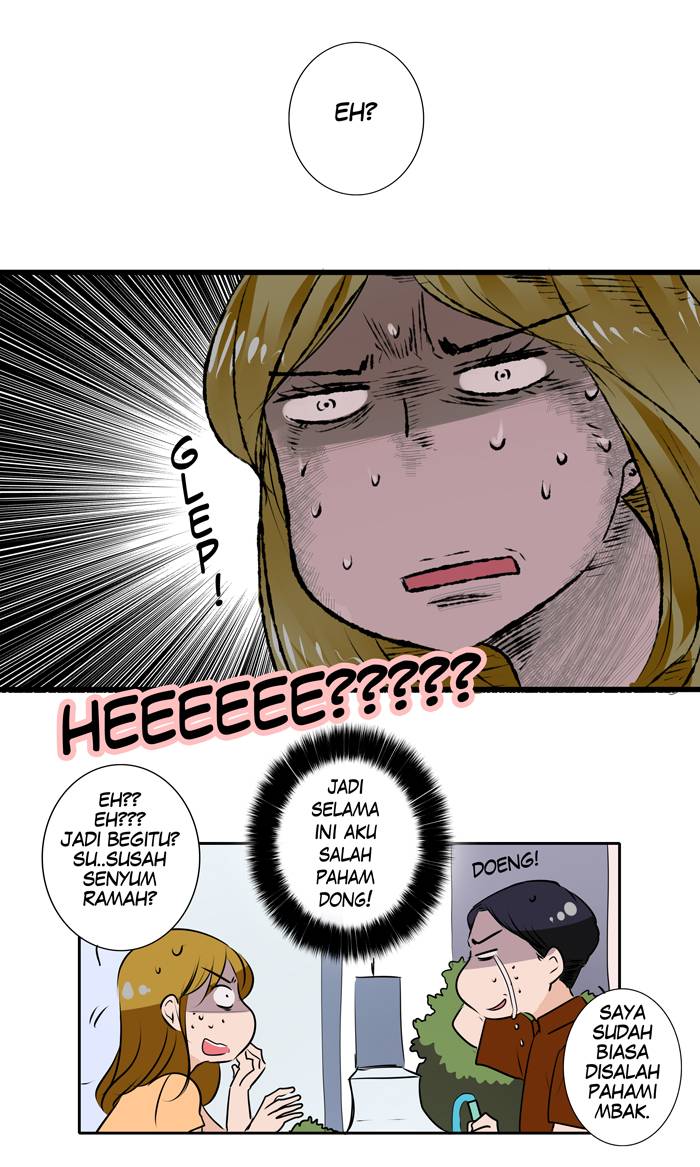 EH?
GLEP!
HEEEEEE?????
EH??
EH???
JADI BEGITU?
SU..SUSAH
SENYUM
RAMAH?
JADI
SELAMA
INI AKU
SALAH
PAHAM
DONG!
DOENG!
SAYA
SUDAH
BIASA
DISALAH
PAHAMI
MBAK.